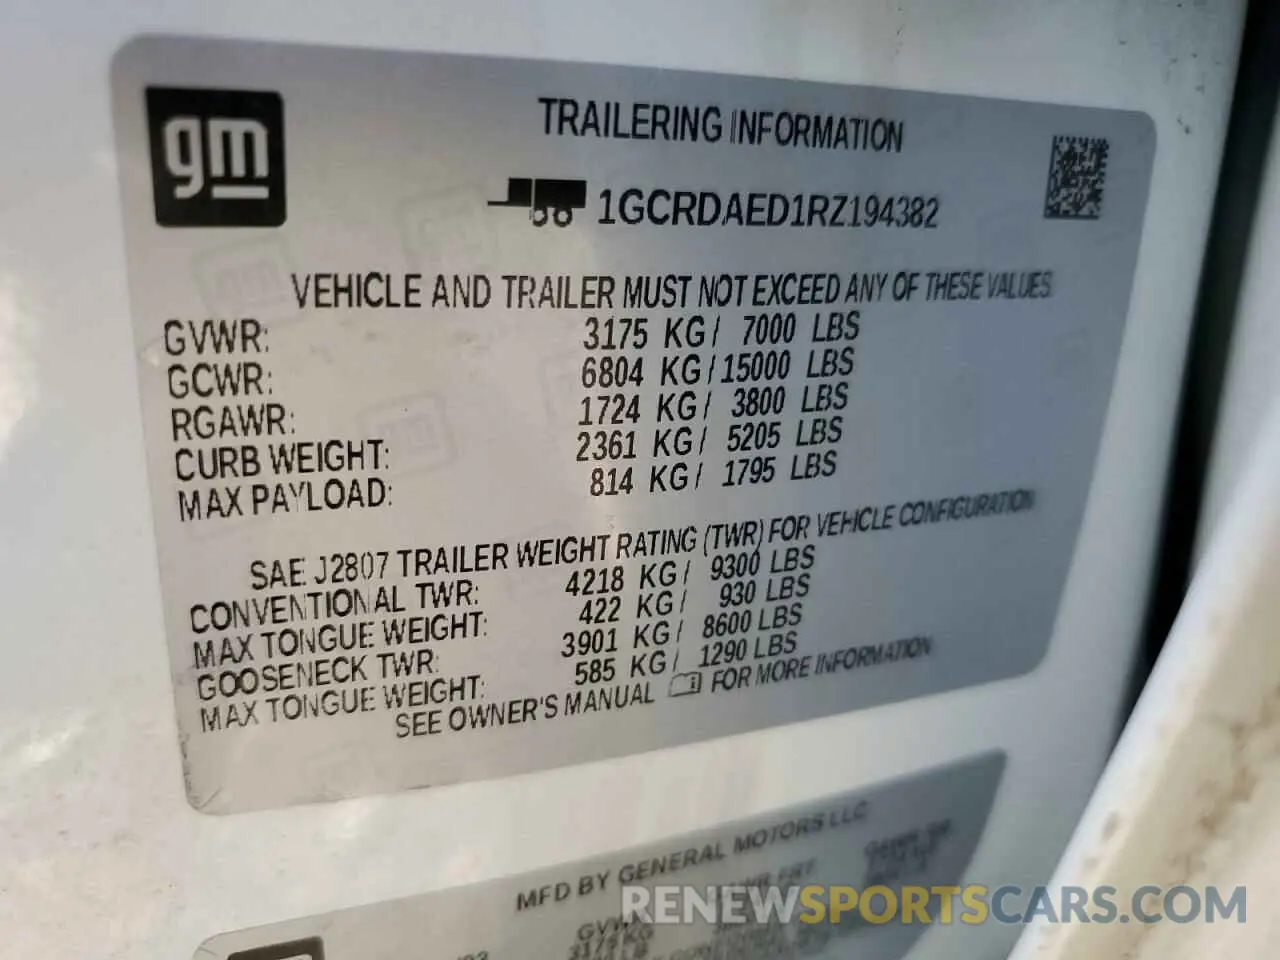 gm
TRAILERING INFORMATION
1GCRDAED1RZ194382
VEHICLE AND TRAILER MUST NOT EXCEED ANY OF THESE VALUES
GVWR: 3175 KG/ 7000 LBS
GCWR: 6804 KG/15000 LBS
RGAWR: 1724 KG/ 3800 LBS
CURB WEIGHT: 2361 KG/ 5205 LBS
MAX PAYLOAD: 814 KG/ 1795 LBS
SAE J2807 TRAILER WEIGHT RATING (TWR) FOR VEHICLE CONFIGURATION
CONVENTIONAL TWR: 4218 KG/ 9300 LBS
MAX TONGUE WEIGHT: 422 KG/ 930 LBS
GOOSENECK TWR: 3901 KG/ 8600 LBS
MAX TONGUE WEIGHT: 585 KG/ 1290 LBS
SEE OWNER'S MANUAL FOR MORE INFORMATION
MFD BY GENERAL MOTORS LLC
3175 KG
RENEWSPORTSCARS.COM